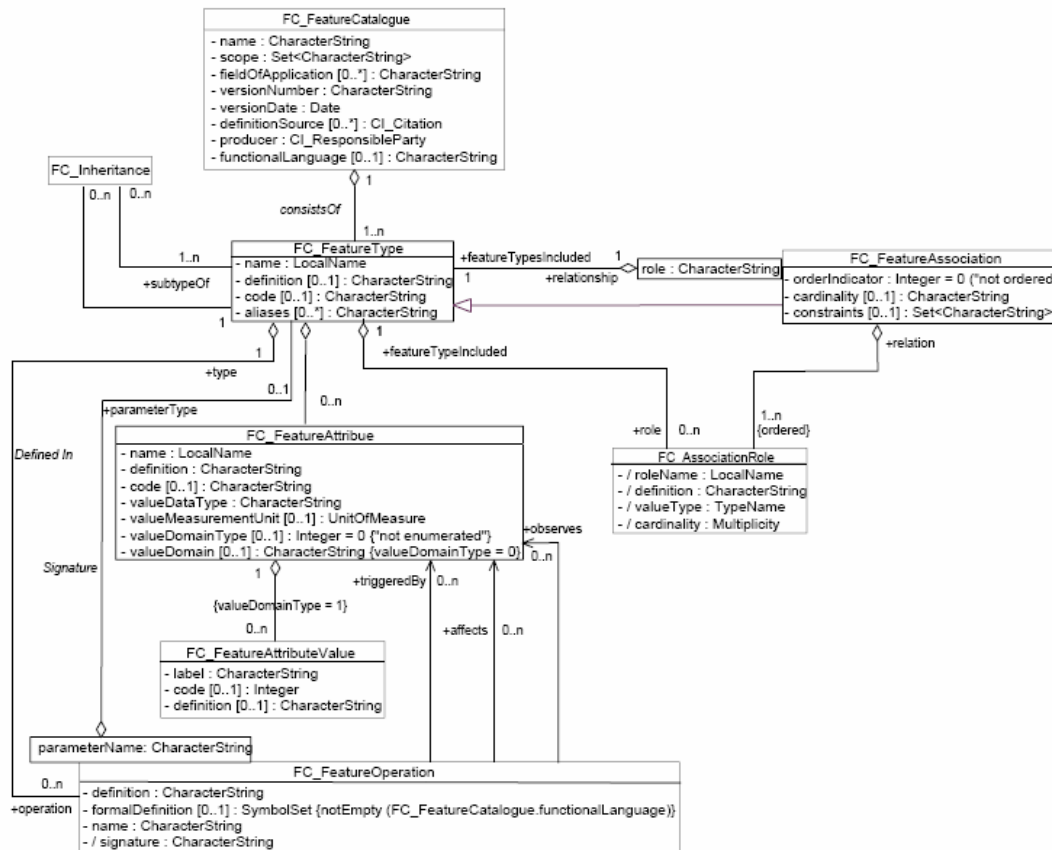 FC_FeatureCatalogue
- name : CharacterString
- scope : Set<CharacterString>
- fieldOfApplication [0..*] : CharacterString
- versionNumber : CharacterString
- versionDate : Date
- definitionSource [0..*] : CI_Citation
- producer : CI_ResponsibleParty
- functionalLanguage [0..1] : CharacterString
FC_Inheritance
0..n
0..n
1
consistsOf
1..n
1..n
+subtypeOf
1
FC_FeatureType
- name : LocalName
- definition [0..1] : CharacterString
- code [0..1] : CharacterString
- aliases [0..*] : CharacterString
+featureTypesIncluded
1
1
+relationship
role : CharacterString
FC_FeatureAssociation
- orderIndicator : Integer = 0 ("not ordered
- cardinality [0..1] : CharacterString
- constraints [0..1] : Set<CharacterString>
1
+type
0..1
+parameterType
0..n
1
+featureTypeIncluded
+relation
+role
0..n
1..n
{ordered}
Defined In
Signature
FC_FeatureAttribue
- name : LocalName
- definition : CharacterString
- code [0..1] : CharacterString
- valueDataType : CharacterString
- valueMeasurementUnit [0..1] : UnitOfMeasure
- valueDomainType [0..1] : Integer = 0 {"not enumerated"}
- valueDomain [0..1] : CharacterString {valueDomainType = 0}
FC_AssociationRole
- / roleName : LocalName
- / definition : CharacterString
- / valueType : TypeName
- / cardinality : Multiplicity
+observes
0..n
1
{valueDomainType = 1}
0..n
+triggeredBy
0..n
+affects
0..n
FC_FeatureAttributeValue
- label : CharacterString
- code [0..1] : Integer
- definition [0..1] : CharacterString
parameterName: CharacterString
0..n
+operation
FC_FeatureOperation
- definition : CharacterString
- formalDefinition [0..1] : SymbolSet {notEmpty (FC_FeatureCatalogue.functionalLanguage)}
- name : CharacterString
- / signature : CharacterString